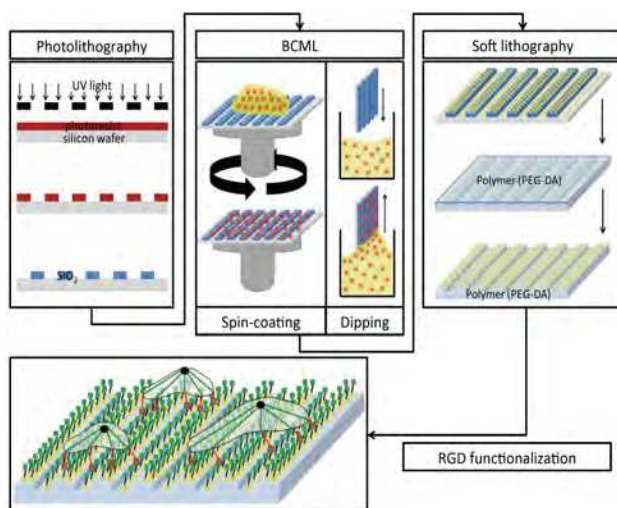 Photolithography
UV light
photoresist
silicon wafer
SiO₂
BCML
Spin-coating
Dipping
Soft lithography
Polymer (PEG-DA)
Polymer (PEG-DA)
RGD functionalization